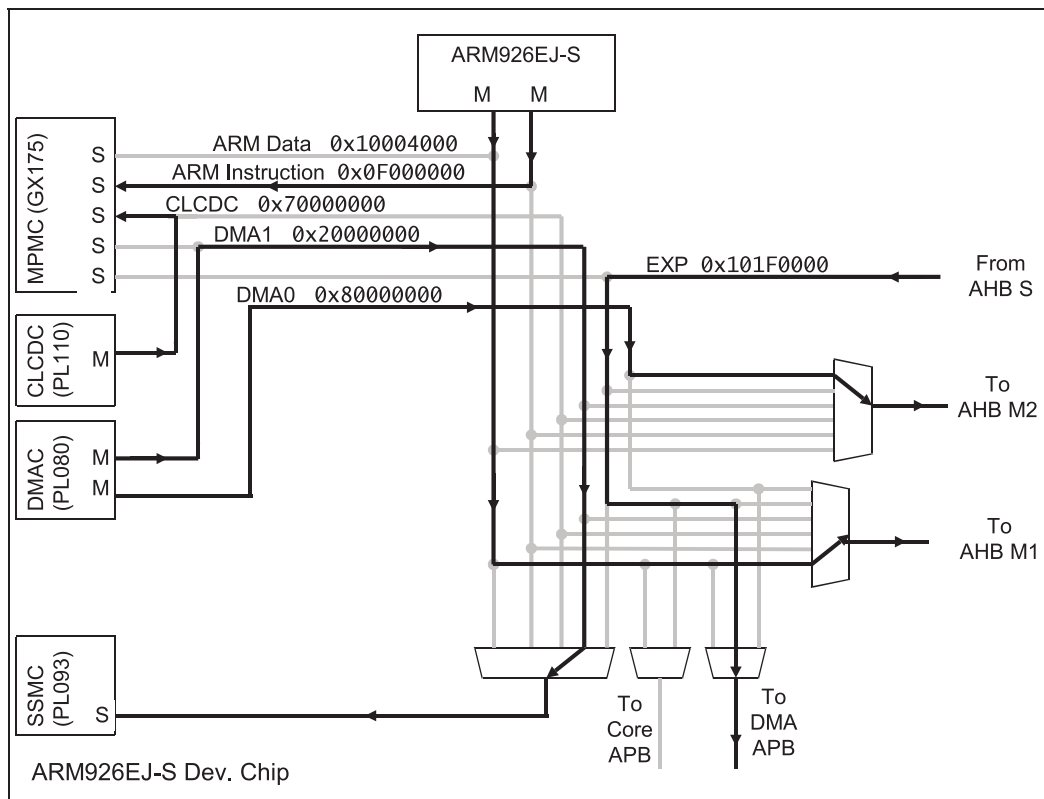 ARM926EJ-S
M M
MPMC (GX175)
S
S
S
S
S
ARM Data 0x10004000
ARM Instruction 0x0F000000
CLCDC 0x70000000
DMA1 0x20000000
EXP 0x101F0000
From
AHB S
DMA0 0x80000000
CLCDC
(PL110)
M
To
AHB M2
DMAC
(PL080)
M
M
To
AHB M1
SSMC
(PL093)
S
To
Core
APB
To
DMA
APB
ARM926EJ-S Dev. Chip